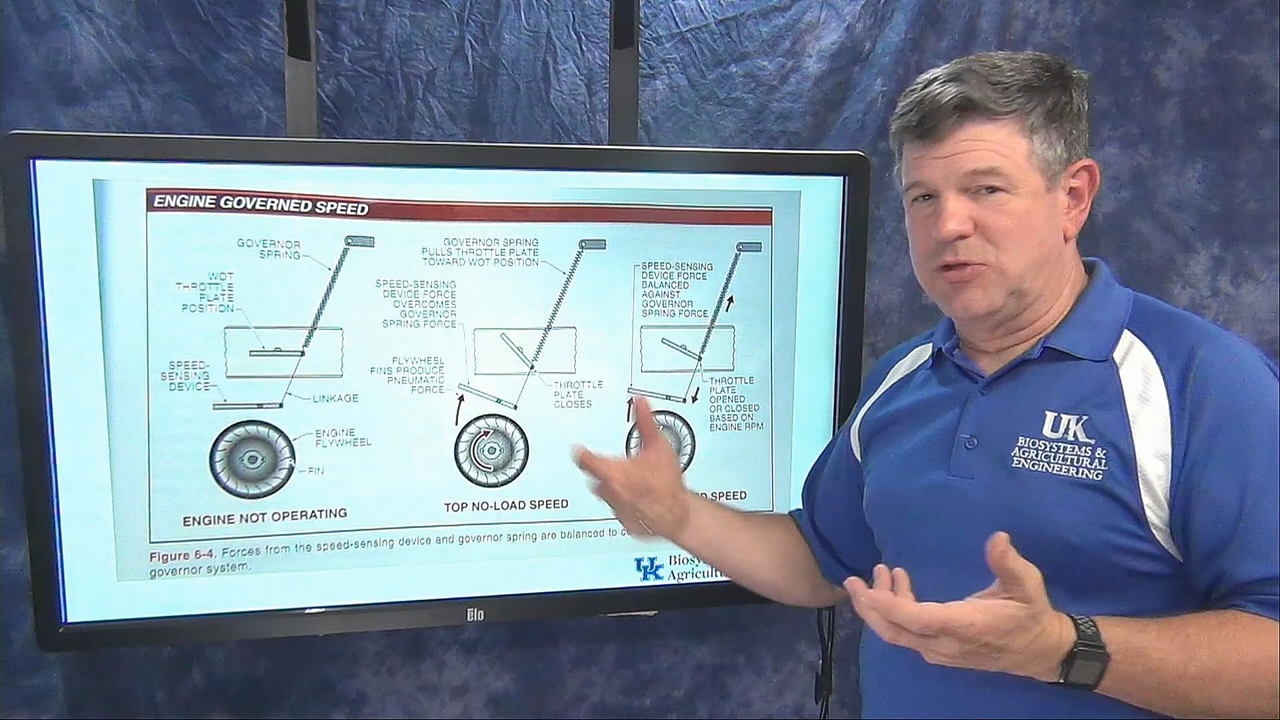 ENGINE GOVERNED SPEED
GOVERNOR
SPRING
WOT
THROTTLE
PLATE
POSITION
SPEED-
SENSING
DEVICE
LINKAGE
ENGINE
FLYWHEEL
FIN
ENGINE NOT OPERATING
GOVERNOR SPRING
PULLS THROTTLE PLATE
TOWARD WOT POSITION
SPEED-SENSING
DEVICE FORCE
OVERCOMES
GOVERNOR
SPRING FORCE
FLYWHEEL
FINS PRODUCE
PNEUMATIC
FORCE
THROTTLE
PLATE
CLOSES
TOP NO-LOAD SPEED
SPEED-SENSING
DEVICE FORCE
BALANCED
AGAINST
GOVERNOR
SPRING FORCE
THROTTLE
PLATE
OPENED
OR CLOSED
BASED ON
ENGINE RPM
SPEED
Figure 6-4. Forces from the speed-sensing device and governor spring are balanced to
governor system.
UK
elo
UK
BIOSYSTEMS &
AGRICULTURAL
ENGINEERING